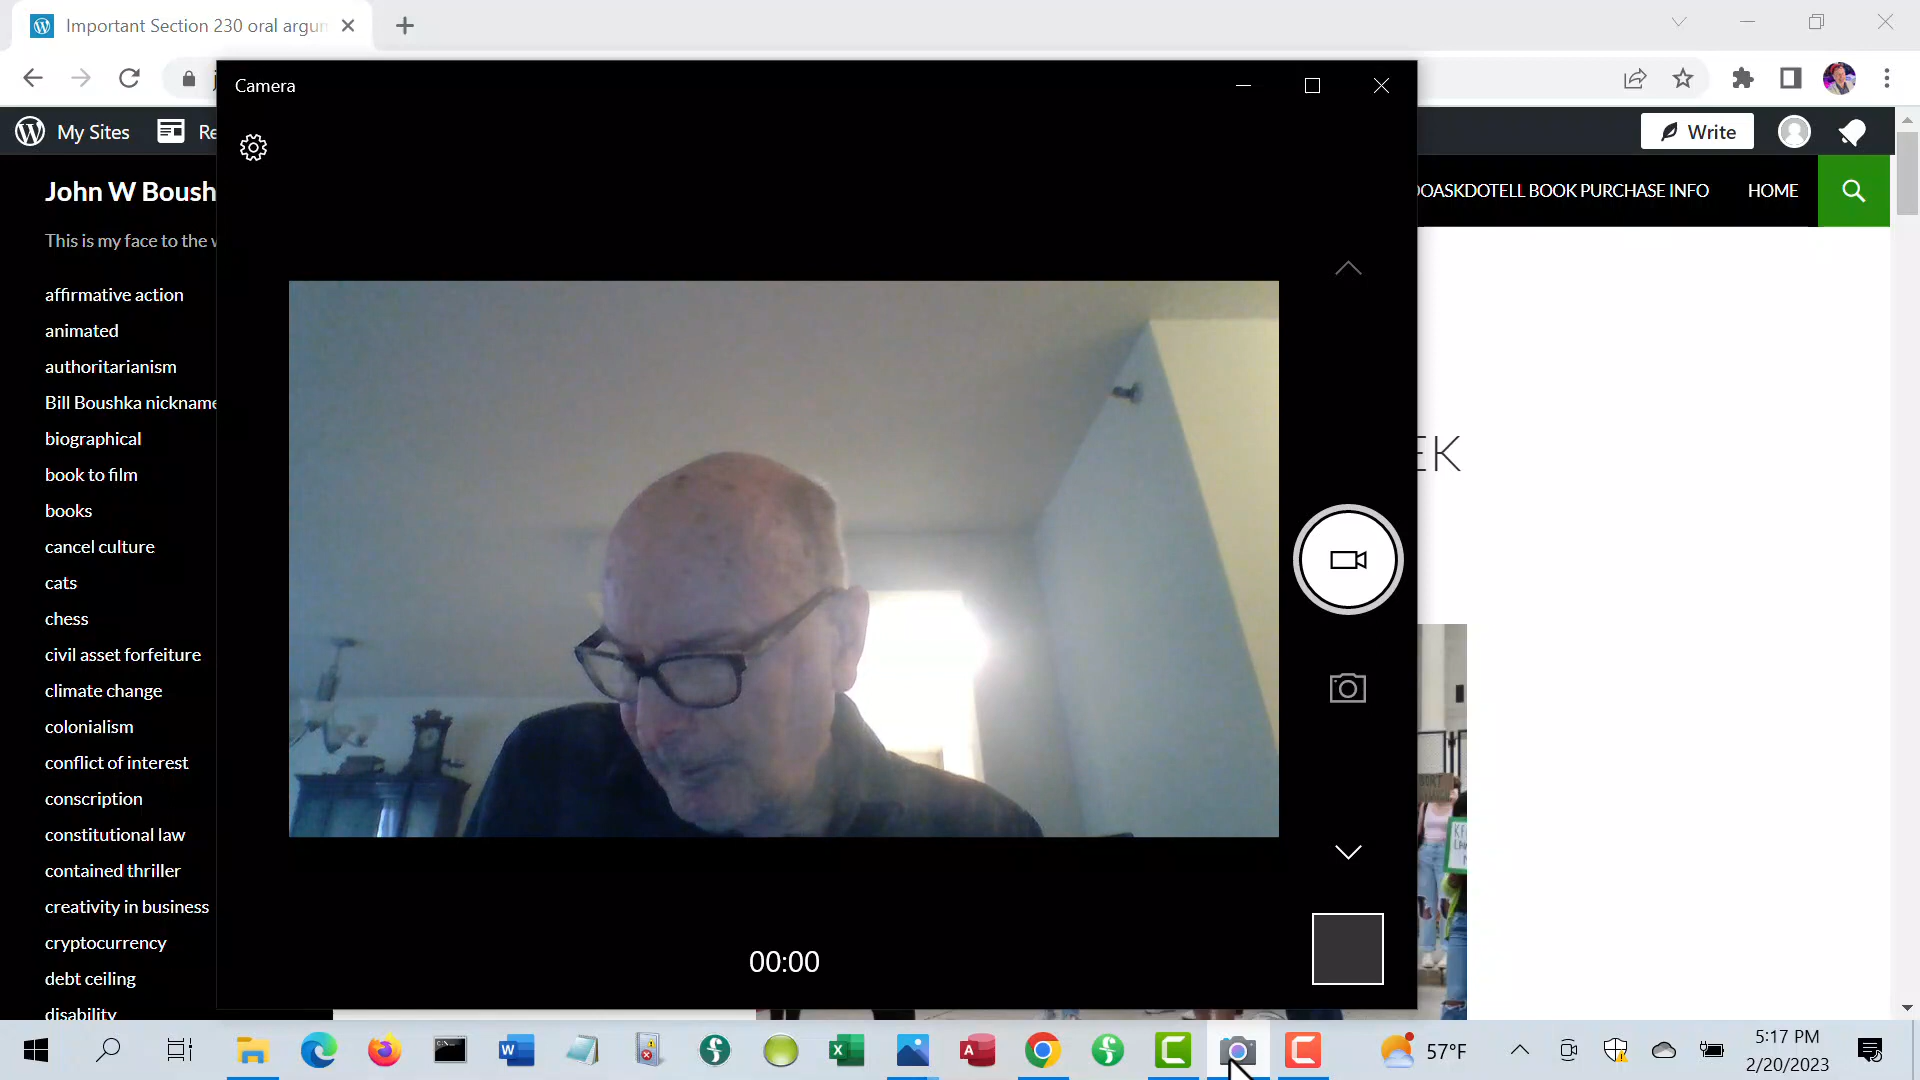 Important Section 230 oral argu
Camera
My Sites
Re
Write
John W Boush
OASKDOTELL BOOK PURCHASE INFO
HOME
This is my face to the
affirmative action
animated
authoritarianism
Bill Boushka nickname
biographical
book to film
EK
books
cancel culture
cats
chess
civil asset forfeiture
climate change
colonialism
conflict of interest
conscription
constitutional law
contained thriller
creativity in business
cryptocurrency
debt ceiling
disability
00:00
57°F
5:17 PM
2/20/2023